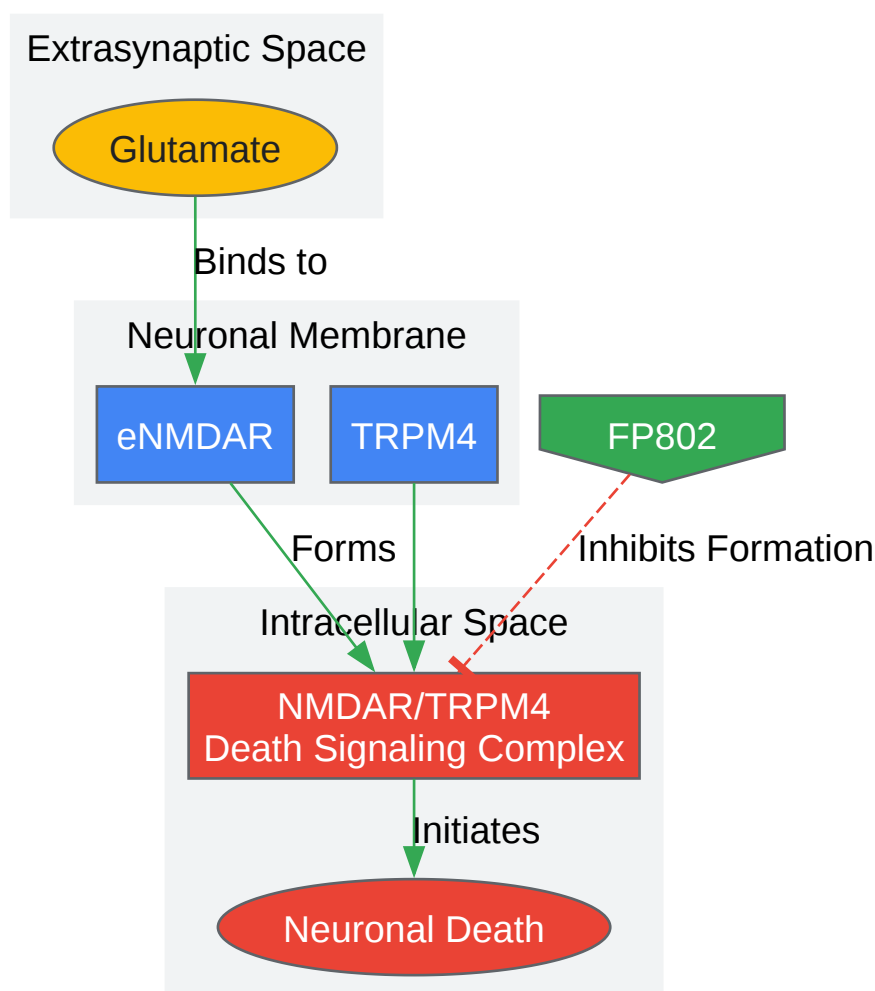 Extrasynaptic Space
Glutamate
Binds to
Neuronal Membrane
eNMDAR
TRPM4
FP802
Forms
Inhibits Formation
Intracellular Space
NMDAR/TRPM4
Death Signaling Complex
Initiates
Neuronal Death